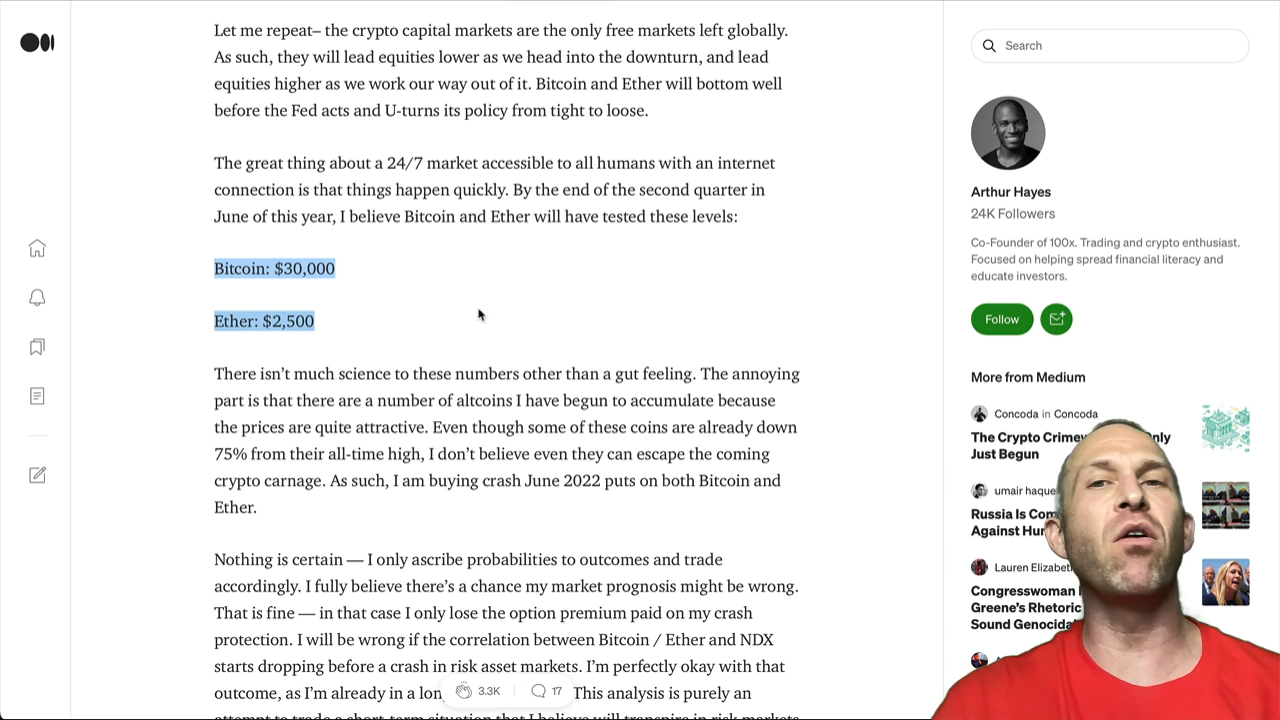 Let me repeat– the crypto capital markets are the only free markets left globally.
As such, they will lead equities lower as we head into the downturn, and lead
equities higher as we work our way out of it. Bitcoin and Ether will bottom well
before the Fed acts and U-turns its policy from tight to loose.
The great thing about a 24/7 market accessible to all humans with an internet
connection is that things happen quickly. By the end of the second quarter in
June of this year, I believe Bitcoin and Ether will have tested these levels:
Bitcoin: $30,000
Ether: $2,500
There isn’t much science to these numbers other than a gut feeling. The annoying
part is that there are a number of altcoins I have begun to accumulate because
the prices are quite attractive. Even though some of these coins are already down
75% from their all-time high, I don’t believe even they can escape the coming
crypto carnage. As such, I am buying crash June 2022 puts on both Bitcoin and
Ether.
Nothing is certain — I only ascribe probabilities to outcomes and trade
accordingly. I fully believe there’s a chance my market prognosis might be wrong.
That is fine — in that case I only lose the option premium paid on my crash
protection. I will be wrong if the correlation between Bitcoin / Ether and NDX
starts dropping before a crash in risk asset markets. I’m perfectly okay with that
outcome, as I’m already in a This analysis is purely an
attempt to trade a short-term situation that I believe will transpire in risk markets
3.3K
17
Search
Arthur Hayes
24K Followers
Co-Founder of 100x. Trading and crypto enthusiast.
Focused on helping spread financial literacy and
educate investors.
Follow
More from Medium
Concoda in Concoda
The Crypto
Just Begun
umair haque
Russia Is
Against
Lauren
Congresswoman
Greene’s Rhetoric
Sound